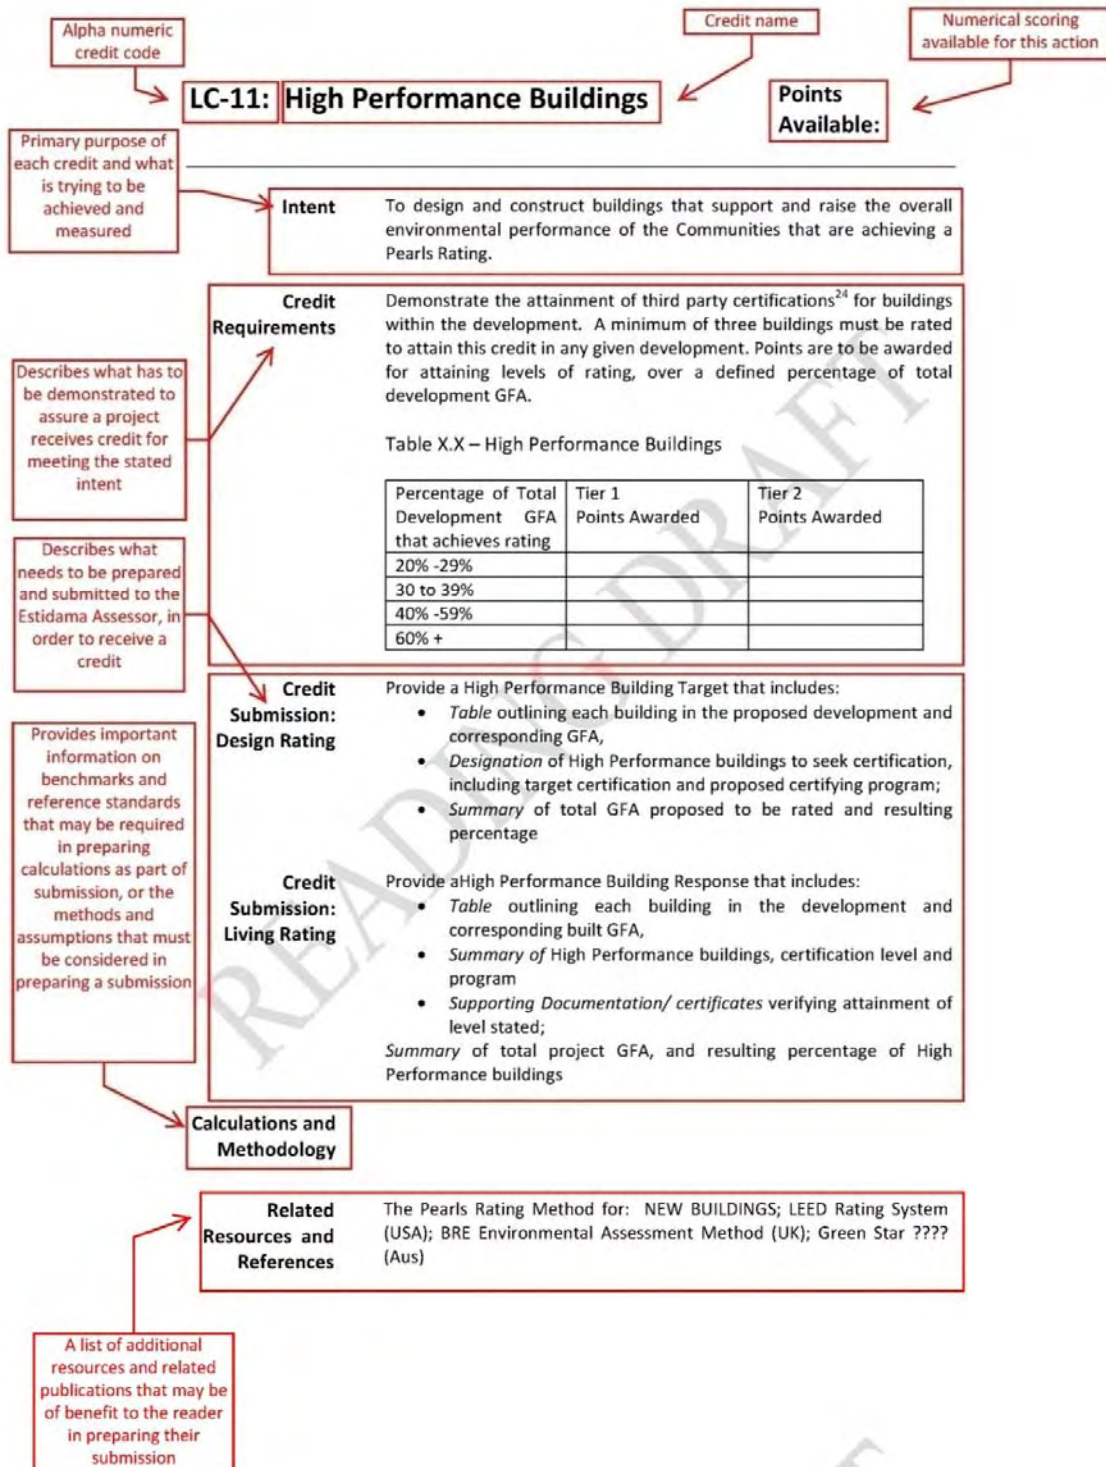 Alpha numeric
credit code
Credit name
Numerical scoring
available for this action
LC-11: High Performance Buildings
Points
Available:
Primary purpose of
each credit and what
is trying to be
achieved and
measured
Intent
To design and construct buildings that support and raise the overall
environmental performance of the Communities that are achieving a
Pearls Rating.
Credit
Requirements
Demonstrate the attainment of third party certifications24 for buildings
within the development. A minimum of three buildings must be rated
to attain this credit in any given development. Points are to be awarded
for attaining levels of rating, over a defined percentage of total
development GFA.
Describes what has to
be demonstrated to
assure a project
receives credit for
meeting the stated
intent
Table X.X – High Performance Buildings
Percentage of Total
Development GFA
that achieves rating
Tier 1
Points Awarded
Tier 2
Points Awarded
20% -29%
30 to 39%
40% -59%
60% +
Describes what
needs to be prepared
and submitted to the
Estidama Assessor, in
order to receive a
credit
Credit
Submission:
Design Rating
Provide a High Performance Building Target that includes:
• Table outlining each building in the proposed development and
corresponding GFA,
• Designation of High Performance buildings to seek certification,
including target certification and proposed certifying program;
• Summary of total GFA proposed to be rated and resulting
percentage
Provides important
information on
benchmarks and
reference standards
that may be required
in preparing
calculations as part of
submission, or the
methods and
assumptions that must
be considered in
preparing a submission
Credit
Submission:
Living Rating
Provide aHigh Performance Building Response that includes:
• Table outlining each building in the development and
corresponding built GFA,
• Summary of High Performance buildings, certification level and
program
• Supporting Documentation/ certificates verifying attainment of
level stated;
Summary of total project GFA, and resulting percentage of High
Performance buildings
Calculations and
Methodology
Related
Resources and
References
The Pearls Rating Method for: NEW BUILDINGS; LEED Rating System
(USA); BRE Environmental Assessment Method (UK); Green Star ????
(Aus)
A list of additional
resources and related
publications that may be
of benefit to the reader
in preparing their
submission
READING DRAFT